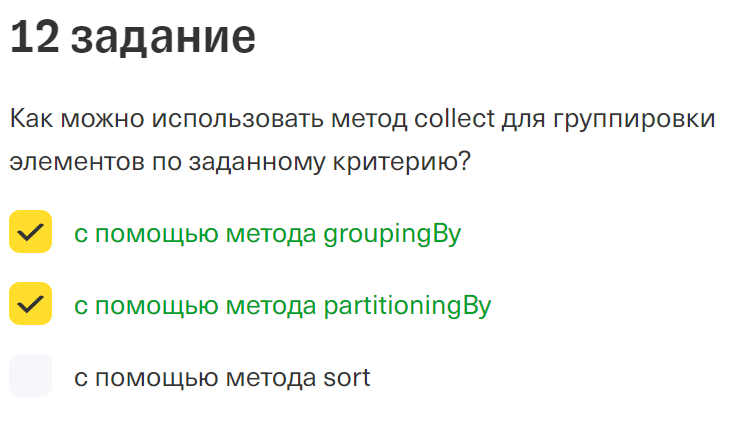 12 задание
Как можно использовать метод collect для группировки
элементов по заданному критерию?
с помощью метода groupingBy
с помощью метода partitioningBy
с помощью метода sort